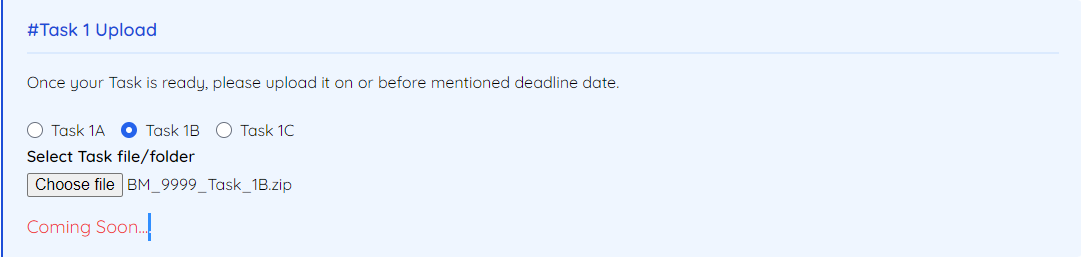 #Task 1 Upload
Once your Task is ready, please upload it on or before mentioned deadline date.
Task 1A Task 1B Task 1C
Select Task file/folder
Choose file BM_9999_Task_1B.zip
Coming Soon...